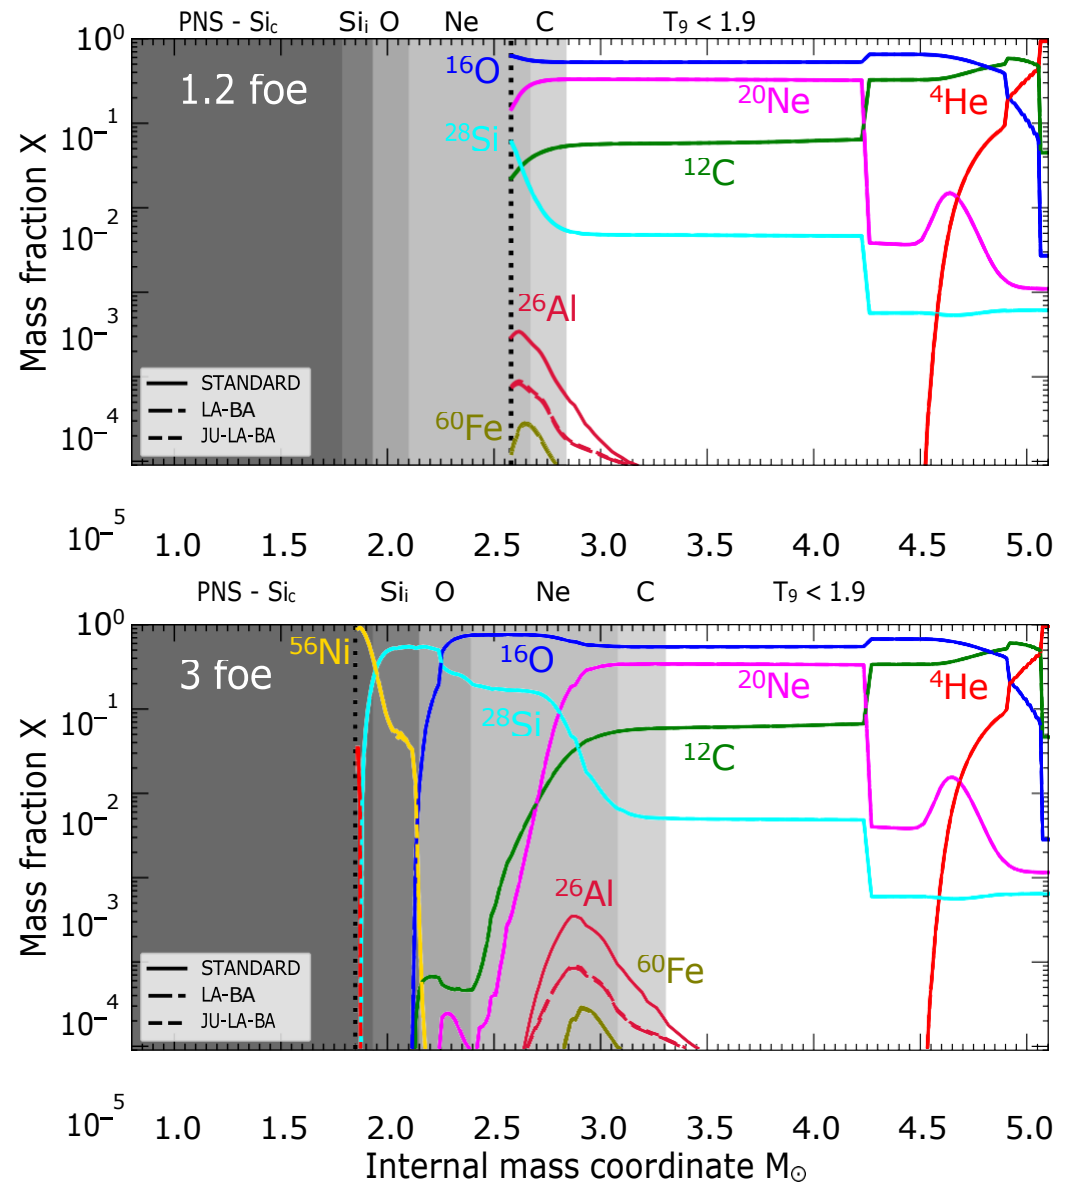 PNS - Si꜀ Siᵢ O Ne C T₉ < 1.9
10⁰
1.2 foe
¹⁶O
²⁰Ne
⁴He
10⁻¹
²⁸Si
¹²C
Mass fraction X
10⁻²
²⁶Al
10⁻³
STANDARD
LA-BA
JU-LA-BA
⁶⁰Fe
10⁻⁴
10⁻⁵
1.0 1.5 2.0 2.5 3.0 3.5 4.0 4.5 5.0
PNS - Si꜀ Siᵢ O Ne C T₉ < 1.9
10⁰
⁵⁶Ni
¹⁶O
3 foe
²⁰Ne
⁴He
10⁻¹
²⁸Si
¹²C
Mass fraction X
10⁻²
²⁶Al
10⁻³
⁶⁰Fe
STANDARD
LA-BA
JU-LA-BA
10⁻⁴
10⁻⁵
1.0 1.5 2.0 2.5 3.0 3.5 4.0 4.5 5.0
Internal mass coordinate M☉